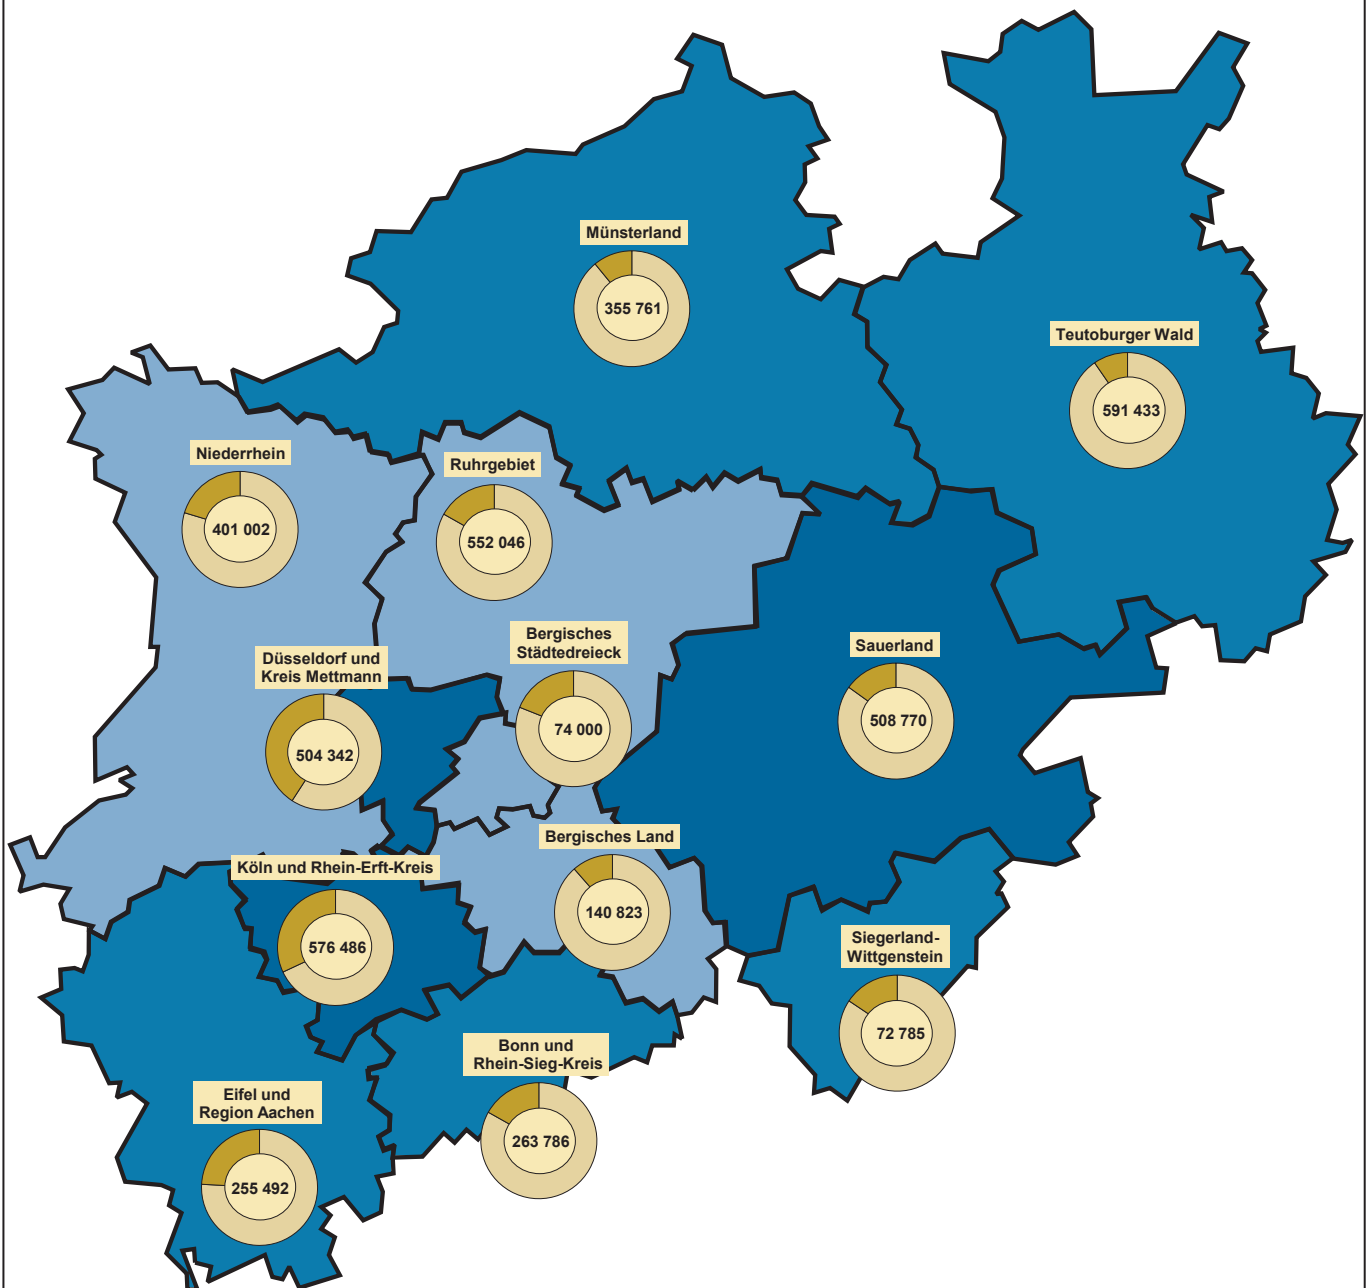 Münsterland
355 761
Teutoburger Wald
591 433
Niederrhein
401 002
Ruhrgebiet
552 046
Bergisches
Städtedreieck
74 000
Düsseldorf und
Kreis Mettmann
504 342
Sauerland
508 770
Bergisches Land
140 823
Köln und Rhein-Erft-Kreis
576 486
Siegerland-
Wittgenstein
72 785
Bonn und
Rhein-Sieg-Kreis
263 786
Eifel und
Region Aachen
255 492